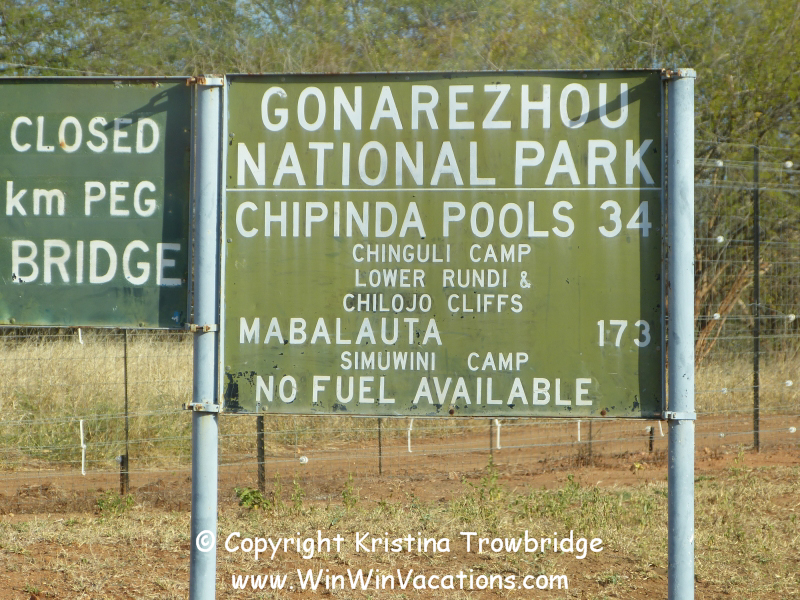 CLOSED
km PEG
BRIDGE
GONAREZHOU
NATIONAL PARK
CHIPINDA POOLS 34
CHINGULI CAMP
LOWER RUNDI &
CHILOJO CLIFFS
MABALAUTA 173
SIMUWINI CAMP
NO FUEL AVAILABLE
© Copyright Kristina Trowbridge
www.WinWinVacations.com